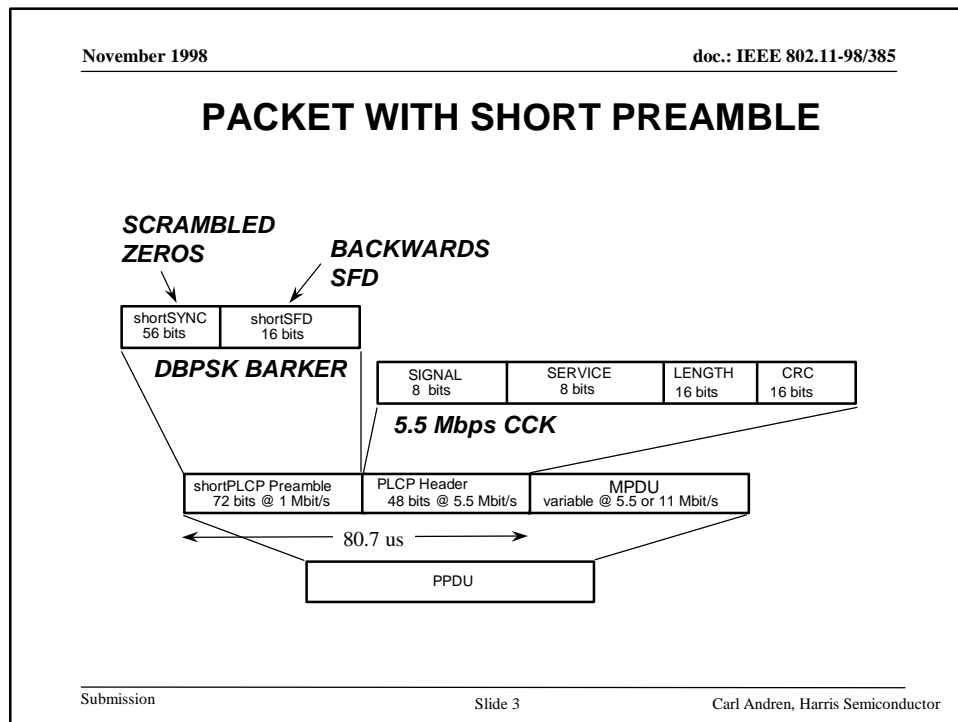 November 1998 doc.: IEEE 802.11-98/385
PACKET WITH SHORT PREAMBLE
SCRAMBLED
ZEROS
BACKWARDS
SFD
shortSYNC
56 bits
shortSFD
16 bits
DBPSK BARKER
SIGNAL
8 bits
SERVICE
8 bits
LENGTH
16 bits
CRC
16 bits
5.5 Mbps CCK
shortPLCP Preamble
72 bits @ 1 Mbit/s
PLCP Header
48 bits @ 5.5 Mbit/s
MPDU
variable @ 5.5 or 11 Mbit/s
80.7 us
PPDU
Submission Slide 3 Carl Andren, Harris Semiconductor